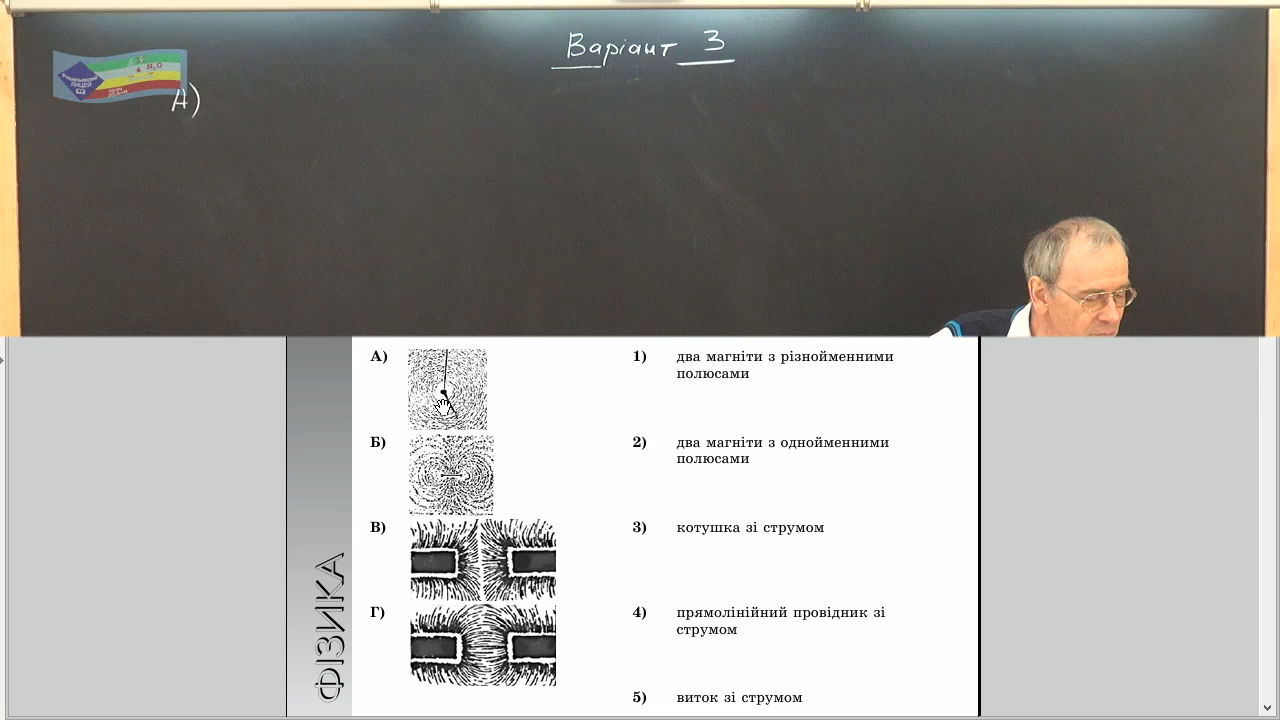 Варіант 3
А)
ФІЗИКА
А)
1) два магніти з різнойменними
полюсами
Б)
2) два магніти з однойменними
полюсами
В)
3) котушка зі струмом
Г)
4) прямолінійний провідник зі
струмом
5) виток зі струмом